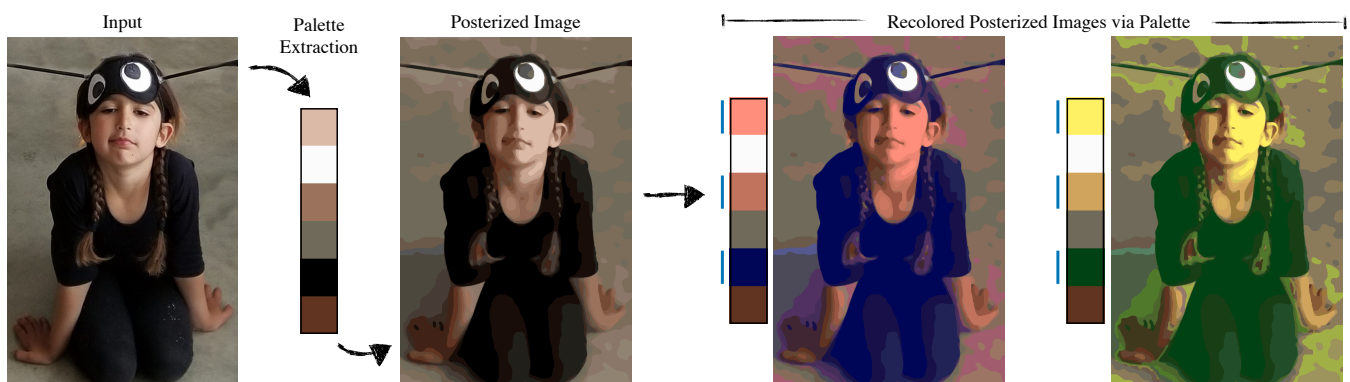 Input
Palette
Extraction
Posterized Image
Recolored Posterized Images via Palette